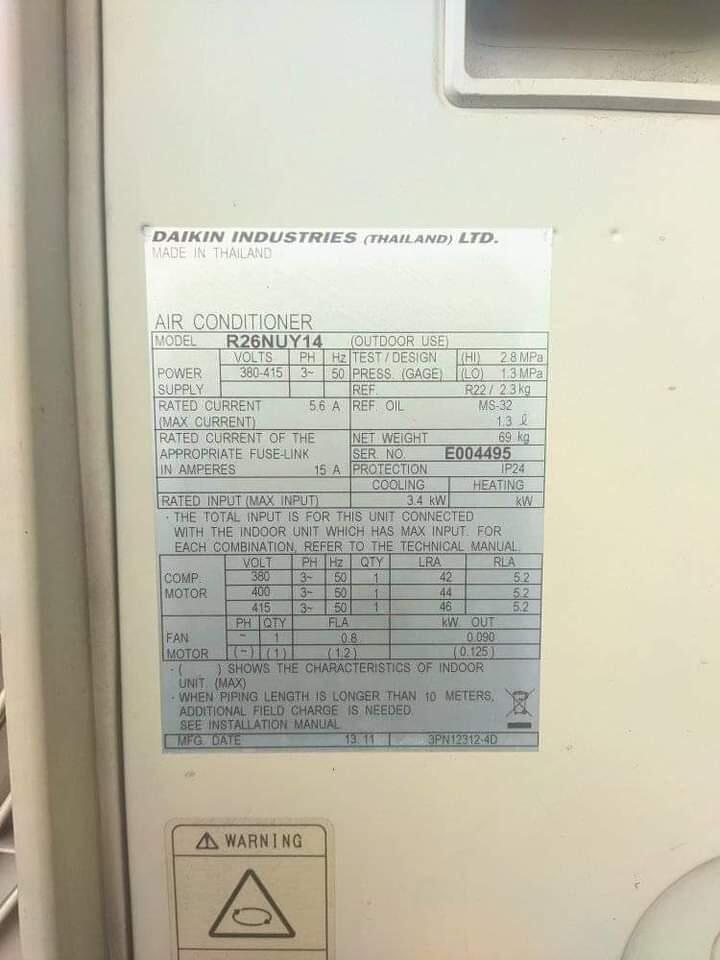 DAIKIN INDUSTRIES (THAILAND) LTD.
MADE IN THAILAND
AIR CONDITIONER
MODEL R26NUY14 (OUTDOOR USE)
POWER SUPPLY VOLTS PH Hz TEST / DESIGN (HI) 2.8 MPa
380-415 3~ 50 PRESS. (GAGE) (LO) 1.3 MPa
REF. R22 / 2.3 kg
RATED CURRENT 5.6 A REF. OIL MS-32
(MAX CURRENT) 1.3 ℓ
RATED CURRENT OF THE NET WEIGHT 69 kg
APPROPRIATE FUSE-LINK SER. NO. E004495
IN AMPERES 15 A PROTECTION IP24
COOLING HEATING
RATED INPUT (MAX INPUT) 3.4 kW kW
· THE TOTAL INPUT IS FOR THIS UNIT CONNECTED
WITH THE INDOOR UNIT WHICH HAS MAX INPUT. FOR
EACH COMBINATION, REFER TO THE TECHNICAL MANUAL.
VOLT PH Hz QTY LRA RLA
COMP. 380 3~ 50 1 42 5.2
MOTOR 400 3~ 50 1 44 5.2
415 3~ 50 1 46 5.2
PH QTY FLA kW OUT
FAN ~ 1 0.8 0.090
MOTOR (~) (1) (1.2) (0.125)
· ( ) SHOWS THE CHARACTERISTICS OF INDOOR
UNIT. (MAX)
· WHEN PIPING LENGTH IS LONGER THAN 10 METERS,
ADDITIONAL FIELD CHARGE IS NEEDED.
SEE INSTALLATION MANUAL
MFG. DATE 13. 11 3PN12312-4D
WARNING